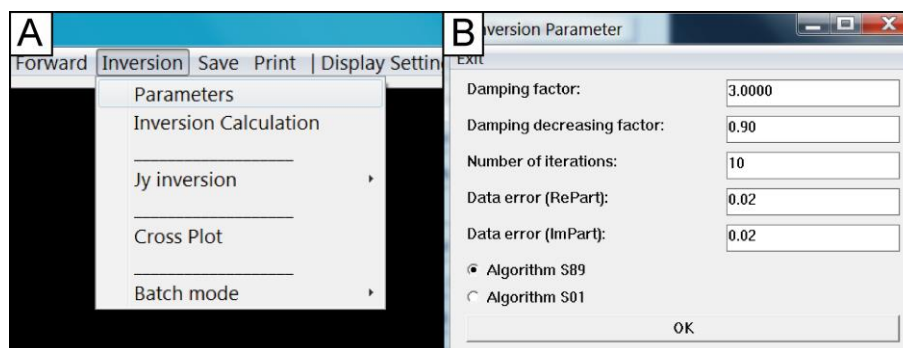 A
Forward Inversion Save Print | Display Settin
Parameters
Inversion Calculation
Jy inversion
Cross Plot
Batch mode
B
nversion Parameter
Exit
Damping factor: 3.0000
Damping decreasing factor: 0.90
Number of iterations: 10
Data error (RePart): 0.02
Data error (ImPart): 0.02
Algorithm S89
Algorithm S01
OK